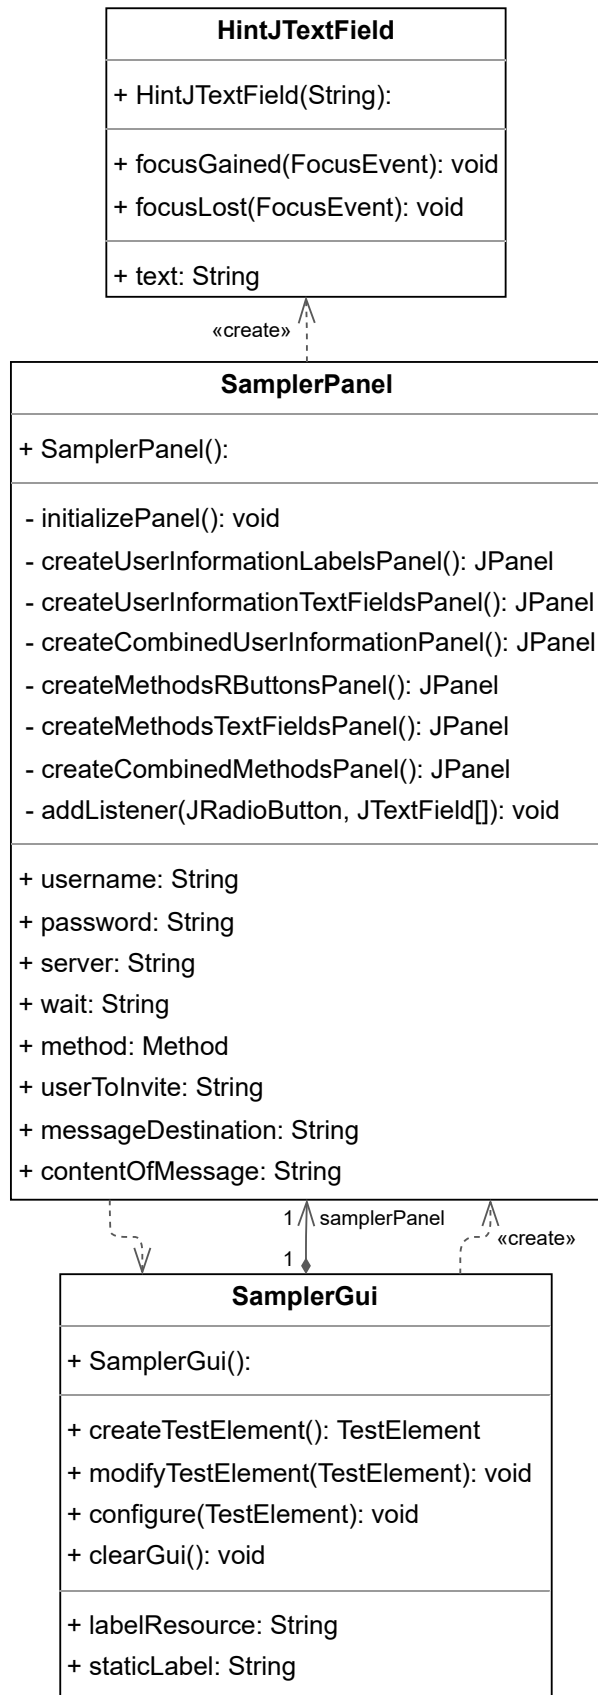 HintJTextField
+ HintJTextField(String):
+ focusGained(FocusEvent): void
+ focusLost(FocusEvent): void
+ text: String
«create»
SamplerPanel
+ SamplerPanel():
- initializePanel(): void
- createUserInformationLabelsPanel(): JPanel
- createUserInformationTextFieldsPanel(): JPanel
- createCombinedUserInformationPanel(): JPanel
- createMethodsRButtonsPanel(): JPanel
- createMethodsTextFieldsPanel(): JPanel
- createCombinedMethodsPanel(): JPanel
- addListener(JRadioButton, JTextField[]): void
+ username: String
+ password: String
+ server: String
+ wait: String
+ method: Method
+ userToInvite: String
+ messageDestination: String
+ contentOfMessage: String
1 samplerPanel
«create»
1
SamplerGui
+ SamplerGui():
+ createTestElement(): TestElement
+ modifyTestElement(TestElement): void
+ configure(TestElement): void
+ clearGui(): void
+ labelResource: String
+ staticLabel: String